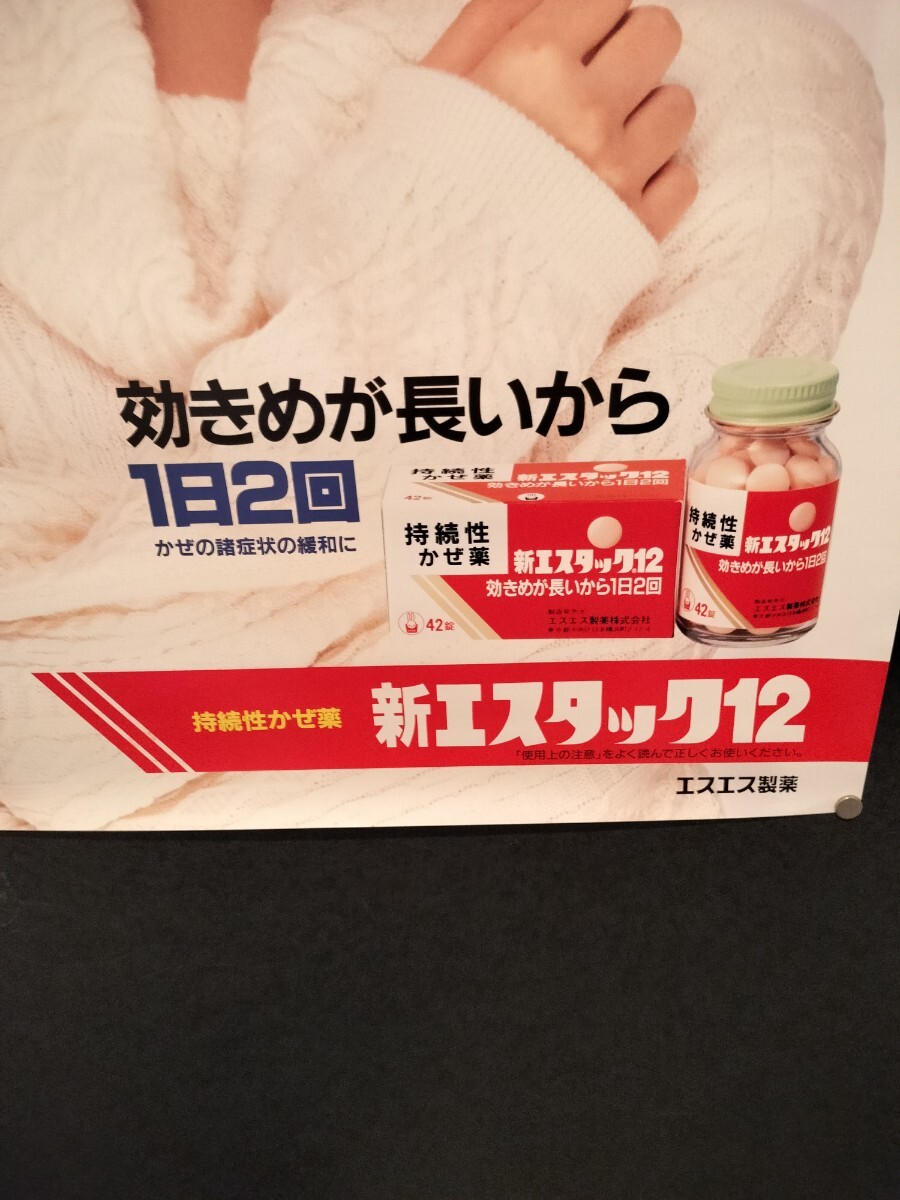 効きめが長いから
1日2回
かぜの諸症状の緩和に
持続性
かぜ薬
42錠
新エスタック12
効きめが長いから1日2回
持続性
かぜ薬
新エスタック12
効きめが長いから1日2回
42錠
エスエス製薬株式会社
持続性
かぜ薬
新エスタック12
効きめが長いから1日2回
42錠
エスエス製薬株式会社
持続性かぜ薬
新エスタック12
「使用上の注意」をよく読んで正しくお使いください。
エスエス製薬